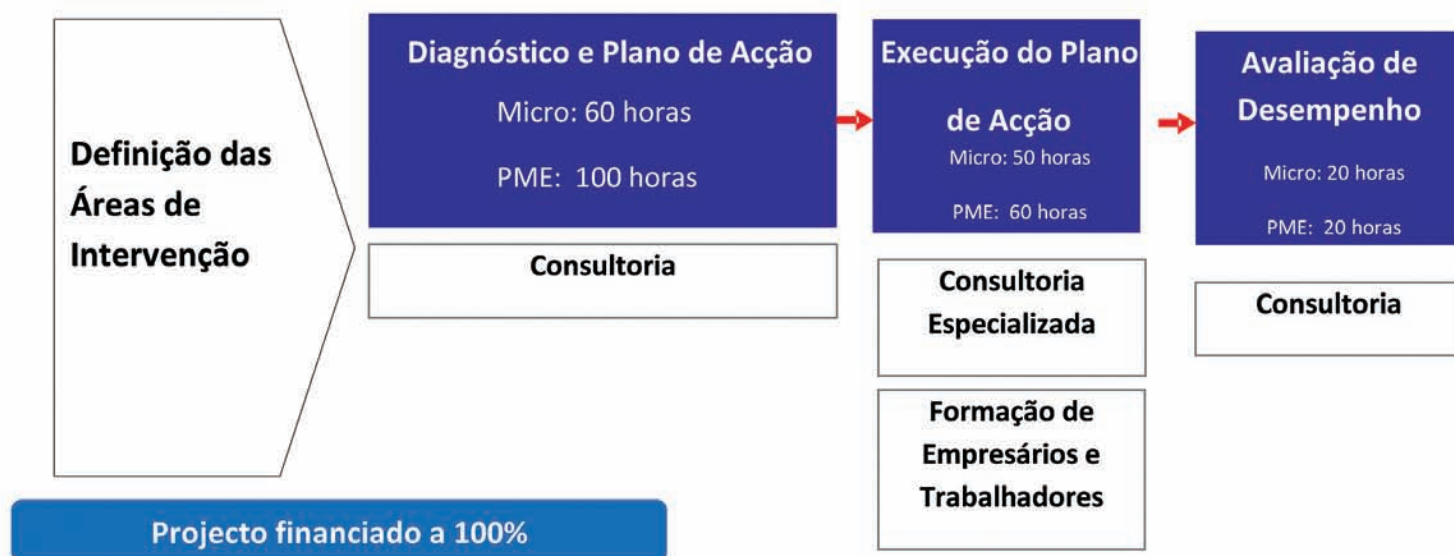 Definição das
Áreas de
Intervenção
Diagnóstico e Plano de Acção
Micro: 60 horas
PME: 100 horas
Consultoria
Execução do Plano
de Acção
Micro: 50 horas
PME: 60 horas
Consultoria
Especializada
Formação de
Empresários e
Trabalhadores
Avaliação de
Desempenho
Micro: 20 horas
PME: 20 horas
Consultoria
Projecto financiado a 100%